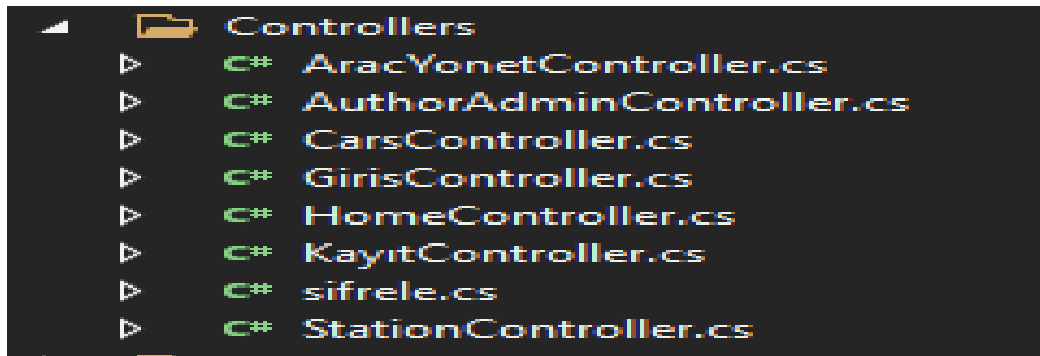 Controllers
C# AracYonetController.cs
C# AuthorAdminController.cs
C# CarsController.cs
C# GirisController.cs
C# HomeController.cs
C# KayıtController.cs
C# sifrele.cs
C# StationController.cs